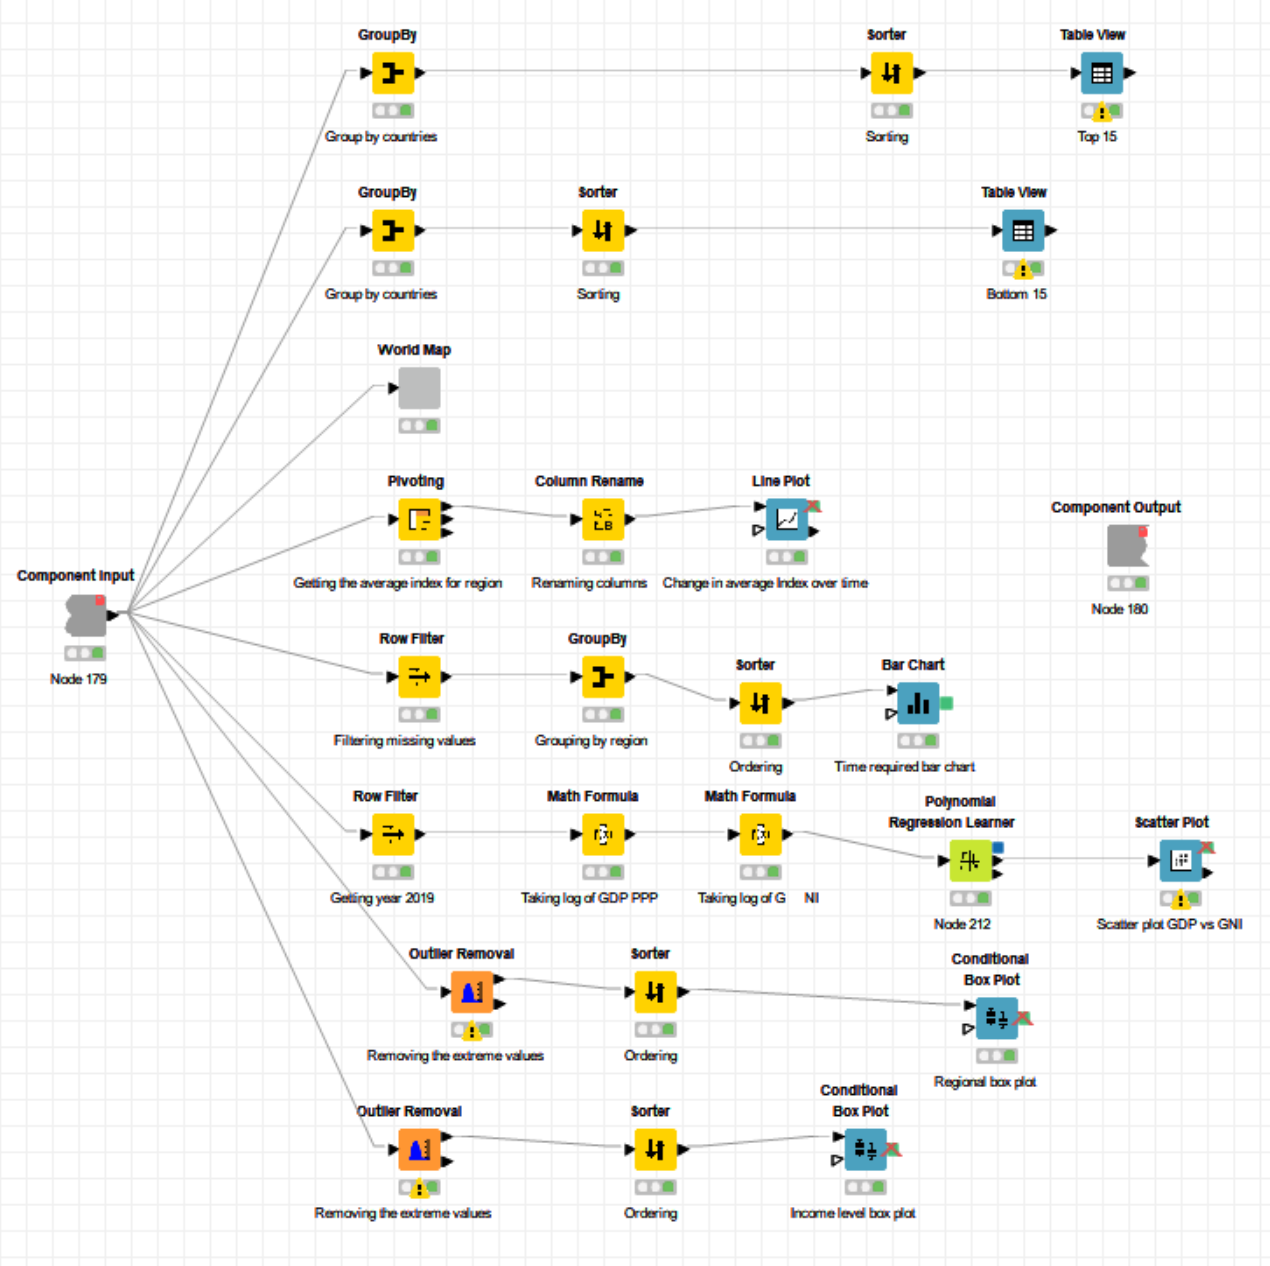 GroupBy
Sorter
Table View
Group by countries
Sorting
Top 15
GroupBy
Sorter
Table View
Group by countries
Sorting
Bottom 15
World Map
Pivoting
Column Rename
Line Plot
Getting the average index for region
Renaming columns
Change in average Index over time
Component Output
Node 180
Component Input
Node 179
Row Filter
GroupBy
Sorter
Bar Chart
Filtering missing values
Grouping by region
Ordering
Time required bar chart
Row Filter
Math Formula
Math Formula
Polynomial
Regression Learner
Scatter Plot
Getting year 2019
Taking log of GDP PPP
Taking log of G NI
Node 212
Scatter plot GDP vs GNI
Outlier Removal
Sorter
Conditional
Box Plot
Removing the extreme values
Ordering
Regional box plot
Outlier Removal
Sorter
Conditional
Box Plot
Removing the extreme values
Ordering
Income level box plot